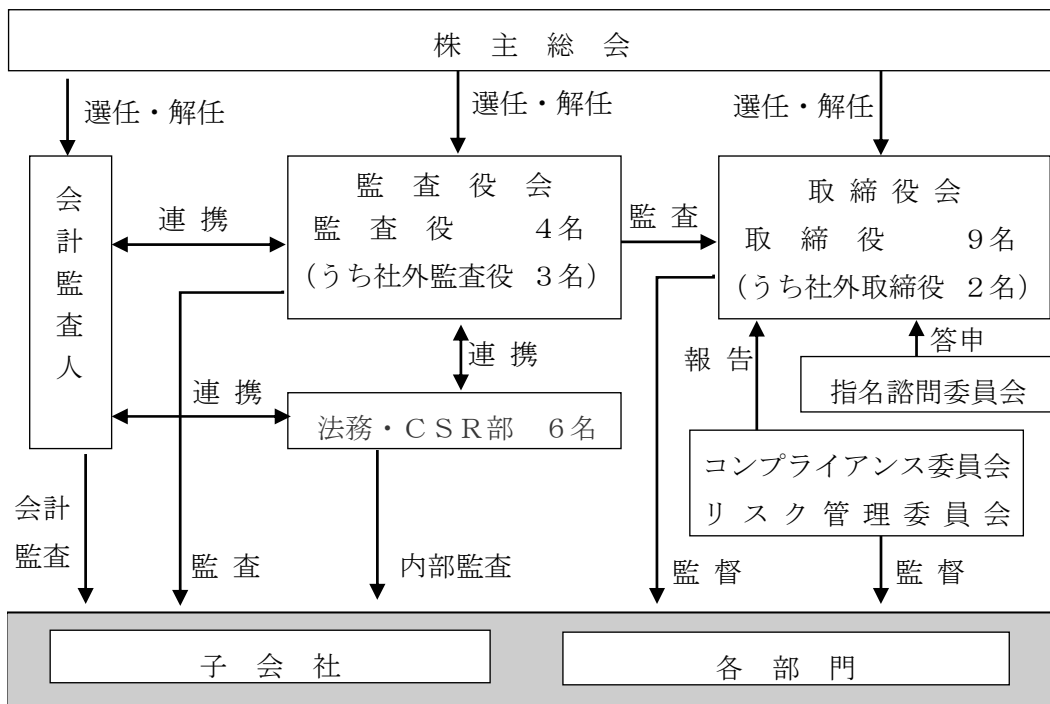 株 主 総 会
選任・解任
選任・解任
選任・解任
会計監査人
連 携
監 査 役 会
監 査 役 4名
(うち社外監査役 3名)
監 査
取 締 役 会
取 締 役 9名
(うち社外取締役 2名)
連 携
報 告
答申
指名諮問委員会
連 携
法務・CSR部 6名
コンプライアンス委員会
リ ス ク 管 理 委 員 会
会計
監査
監 査
内部監査
監 督
監 督
子 会 社
各 部 門